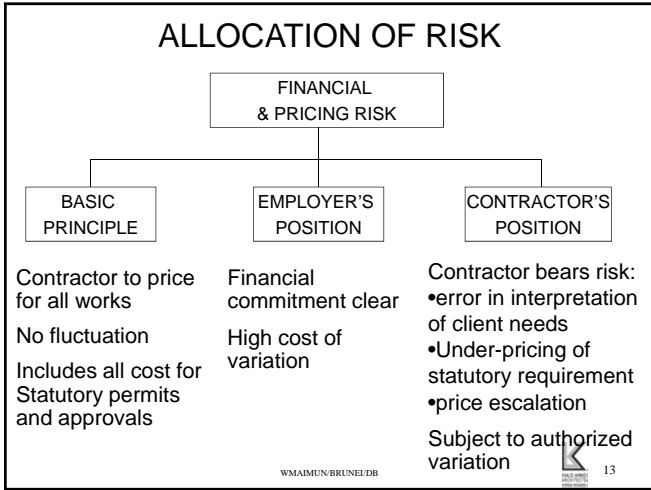 ALLOCATION OF RISK
FINANCIAL
& PRICING RISK
BASIC
PRINCIPLE
EMPLOYER'S
POSITION
CONTRACTOR'S
POSITION
Contractor to price
for all works
No fluctuation
Includes all cost for
Statutory permits
and approvals
Financial
commitment clear
High cost of
variation
Contractor bears risk:
•error in interpretation
of client needs
•Under-pricing of
statutory requirement
•price escalation
Subject to authorized
variation
WMAIMUN/BRUNEI/DB
13